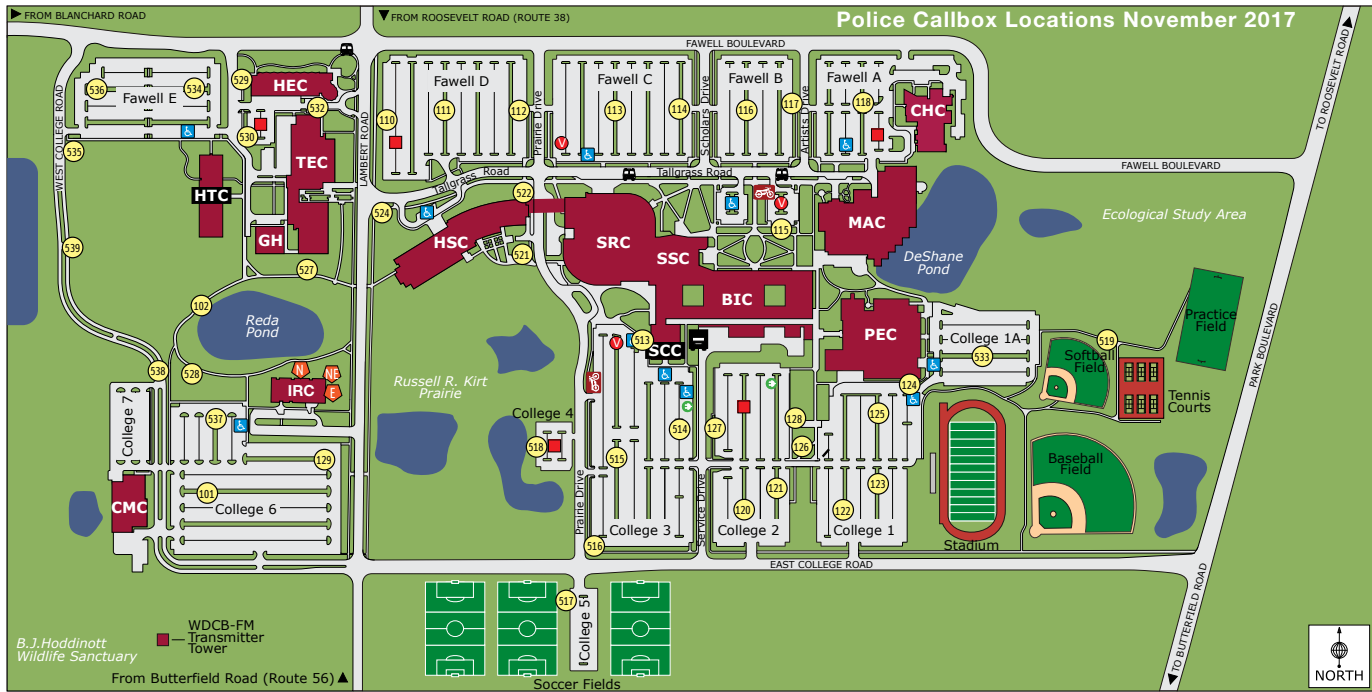 FROM BLANCHARD ROAD
FROM ROOSEVELT ROAD (ROUTE 38)
Police Callbox Locations November 2017
FAWELL BOULEVARD
TO ROOSEVELT ROAD
536
534
Fawell E
529
HEC
532
530
TEC
HTC
GH
527
535
WEST COLLEGE ROAD
539
LAMBERT ROAD
110
111
Fawell D
112
Prairie Drive
Fawell C
113
114
V
Scholars Drive
Fawell B
116
117
Artists Drive
Fawell A
118
CHC
FAWELL BOULEVARD
Tallgrass Road
Tallgrass Road
524
522
HSC
521
SRC
SSC
BIC
V
115
MAC
DeShane
Pond
Ecological Study Area
PARK BOULEVARD
102
Reda
Pond
538
528
N
NE
E
IRC
Russell R. Kirt
Prairie
V
513
SCC
PEC
College 1A
533
519
Softball
Field
Practice
Field
Tennis
Courts
College 7
537
129
101
College 6
CMC
College 4
518
Prairie Drive
515
514
College 3
516
Service Drive
127
128
126
120
121
College 2
124
125
122
123
College 1
Stadium
Baseball
Field
EAST COLLEGE ROAD
517
College 5
Soccer Fields
WDCB-FM
Transmitter
Tower
B.J.Hoddinott
Wildlife Sanctuary
From Butterfield Road (Route 56)
TO BUTTERFIELD ROAD
NORTH